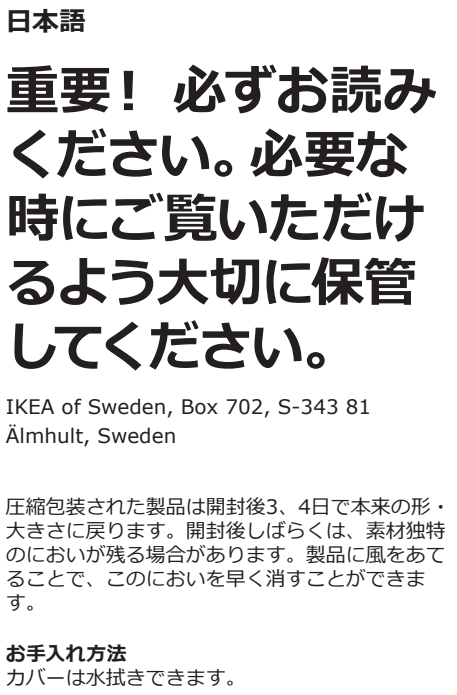 日本語
重要！ 必ずお読み
ください。必要な
時にご覧いただけ
るよう大切に保管
してください。
IKEA of Sweden, Box 702, S-343 81
Älmhult, Sweden
圧縮包装された製品は開封後3、4日で本来の形・
大きさに戻ります。開封後しばらくは、素材独特
のにおいが残る場合があります。製品に風をあて
ることで、このにおいを早く消すことができま
す。
お手入れ方法
カバーは水拭きできます。